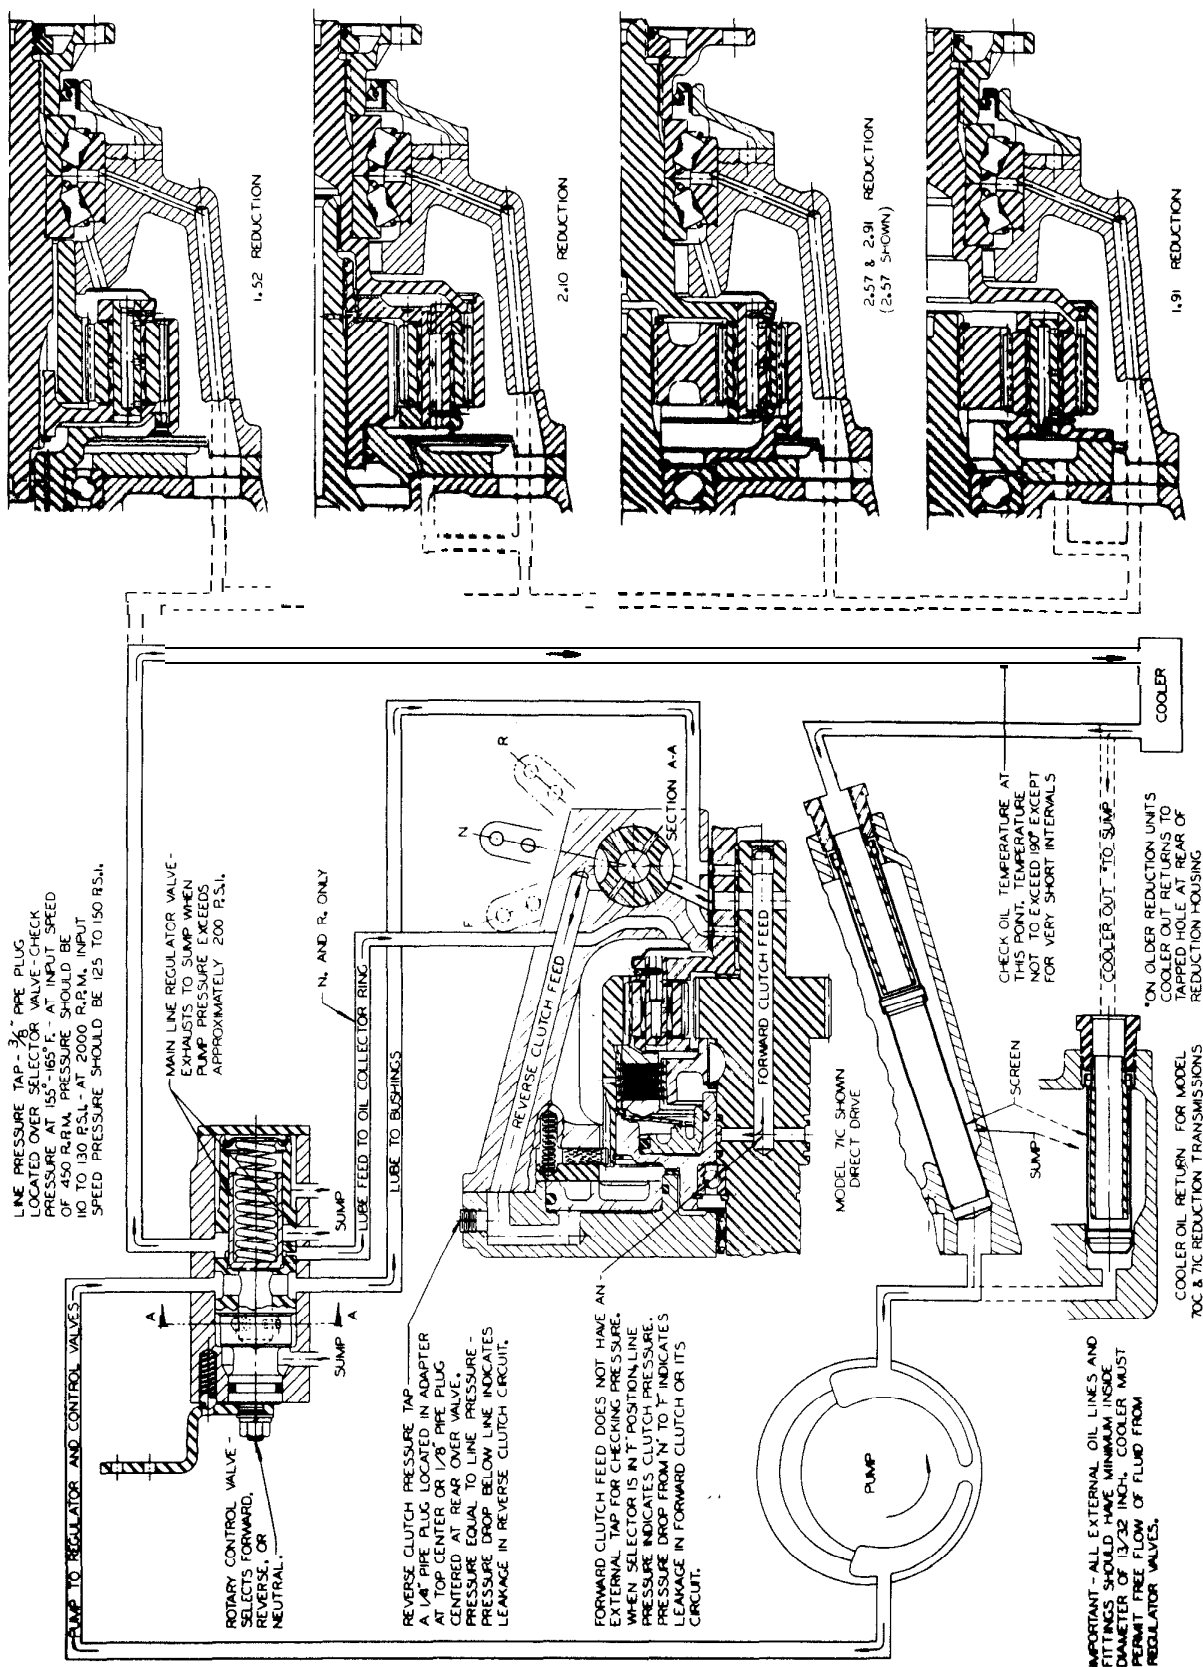 LINE PRESSURE TAP - 3/8" PIPE PLUG
LOCATED OVER SELECTOR VALVE-CHECK
PRESSURE AT 155°-165° F. - AT INPUT SPEED
OF 450 R.P.M. PRESSURE SHOULD BE
110 TO 130 P.S.I. - AT 2000 R.P.M. INPUT
SPEED PRESSURE SHOULD BE 125 TO 150 P.S.I.
MAIN LINE REGULATOR VALVE-
EXHAUSTS TO SUMP WHEN
PUMP PRESSURE EXCEEDS
APPROXIMATELY 200 P.S.I.
N. AND R. ONLY
PUMP TO REGULATOR AND CONTROL VALVES
A
A
SUMP
SUMP
LUBE FEED TO OIL COLLECTOR RING
LUBE TO BUSHINGS
ROTARY CONTROL VALVE-
SELECTS FORWARD,
REVERSE, OR
NEUTRAL.
REVERSE CLUTCH PRESSURE TAP
A 1/4" PIPE PLUG LOCATED IN ADAPTER
AT TOP CENTER OR 1/8" PIPE PLUG
CENTERED AT REAR OVER VALVE.
PRESSURE EQUAL TO LINE PRESSURE-
PRESSURE DROP BELOW LINE INDICATES
LEAKAGE IN REVERSE CLUTCH CIRCUIT.
FORWARD CLUTCH FEED DOES NOT HAVE AN
EXTERNAL TAP FOR CHECKING PRESSURE.
WHEN SELECTOR IS IN "F" POSITION, LINE
PRESSURE INDICATES CLUTCH PRESSURE.
PRESSURE DROP FROM "N" TO "F" INDICATES
LEAKAGE IN FORWARD CLUTCH OR ITS
CIRCUIT.
REVERSE CLUTCH FEED
F
N
R
SECTION A-A
FORWARD CLUTCH FEED
MODEL 71C SHOWN
DIRECT DRIVE
CHECK OIL TEMPERATURE AT
THIS POINT. TEMPERATURE
NOT TO EXCEED 190° EXCEPT
FOR VERY SHORT INTERVALS
COOLER
COOLER OUT *TO SUMP
*ON OLDER REDUCTION UNITS
COOLER OUT RETURNS TO
TAPPED HOLE AT REAR OF
REDUCTION HOUSING
SCREEN
SUMP
COOLER OIL RETURN FOR MODEL
70C & 71C REDUCTION TRANSMISSIONS
PUMP
IMPORTANT - ALL EXTERNAL OIL LINES AND
FITTINGS SHOULD HAVE MINIMUM INSIDE
DIAMETER OF 13/32 INCH. COOLER MUST
PERMIT FREE FLOW OF FLUID FROM
REGULATOR VALVES.
1.52 REDUCTION
2.10 REDUCTION
2.57 & 2.91 REDUCTION
(2.57 SHOWN)
1.91 REDUCTION